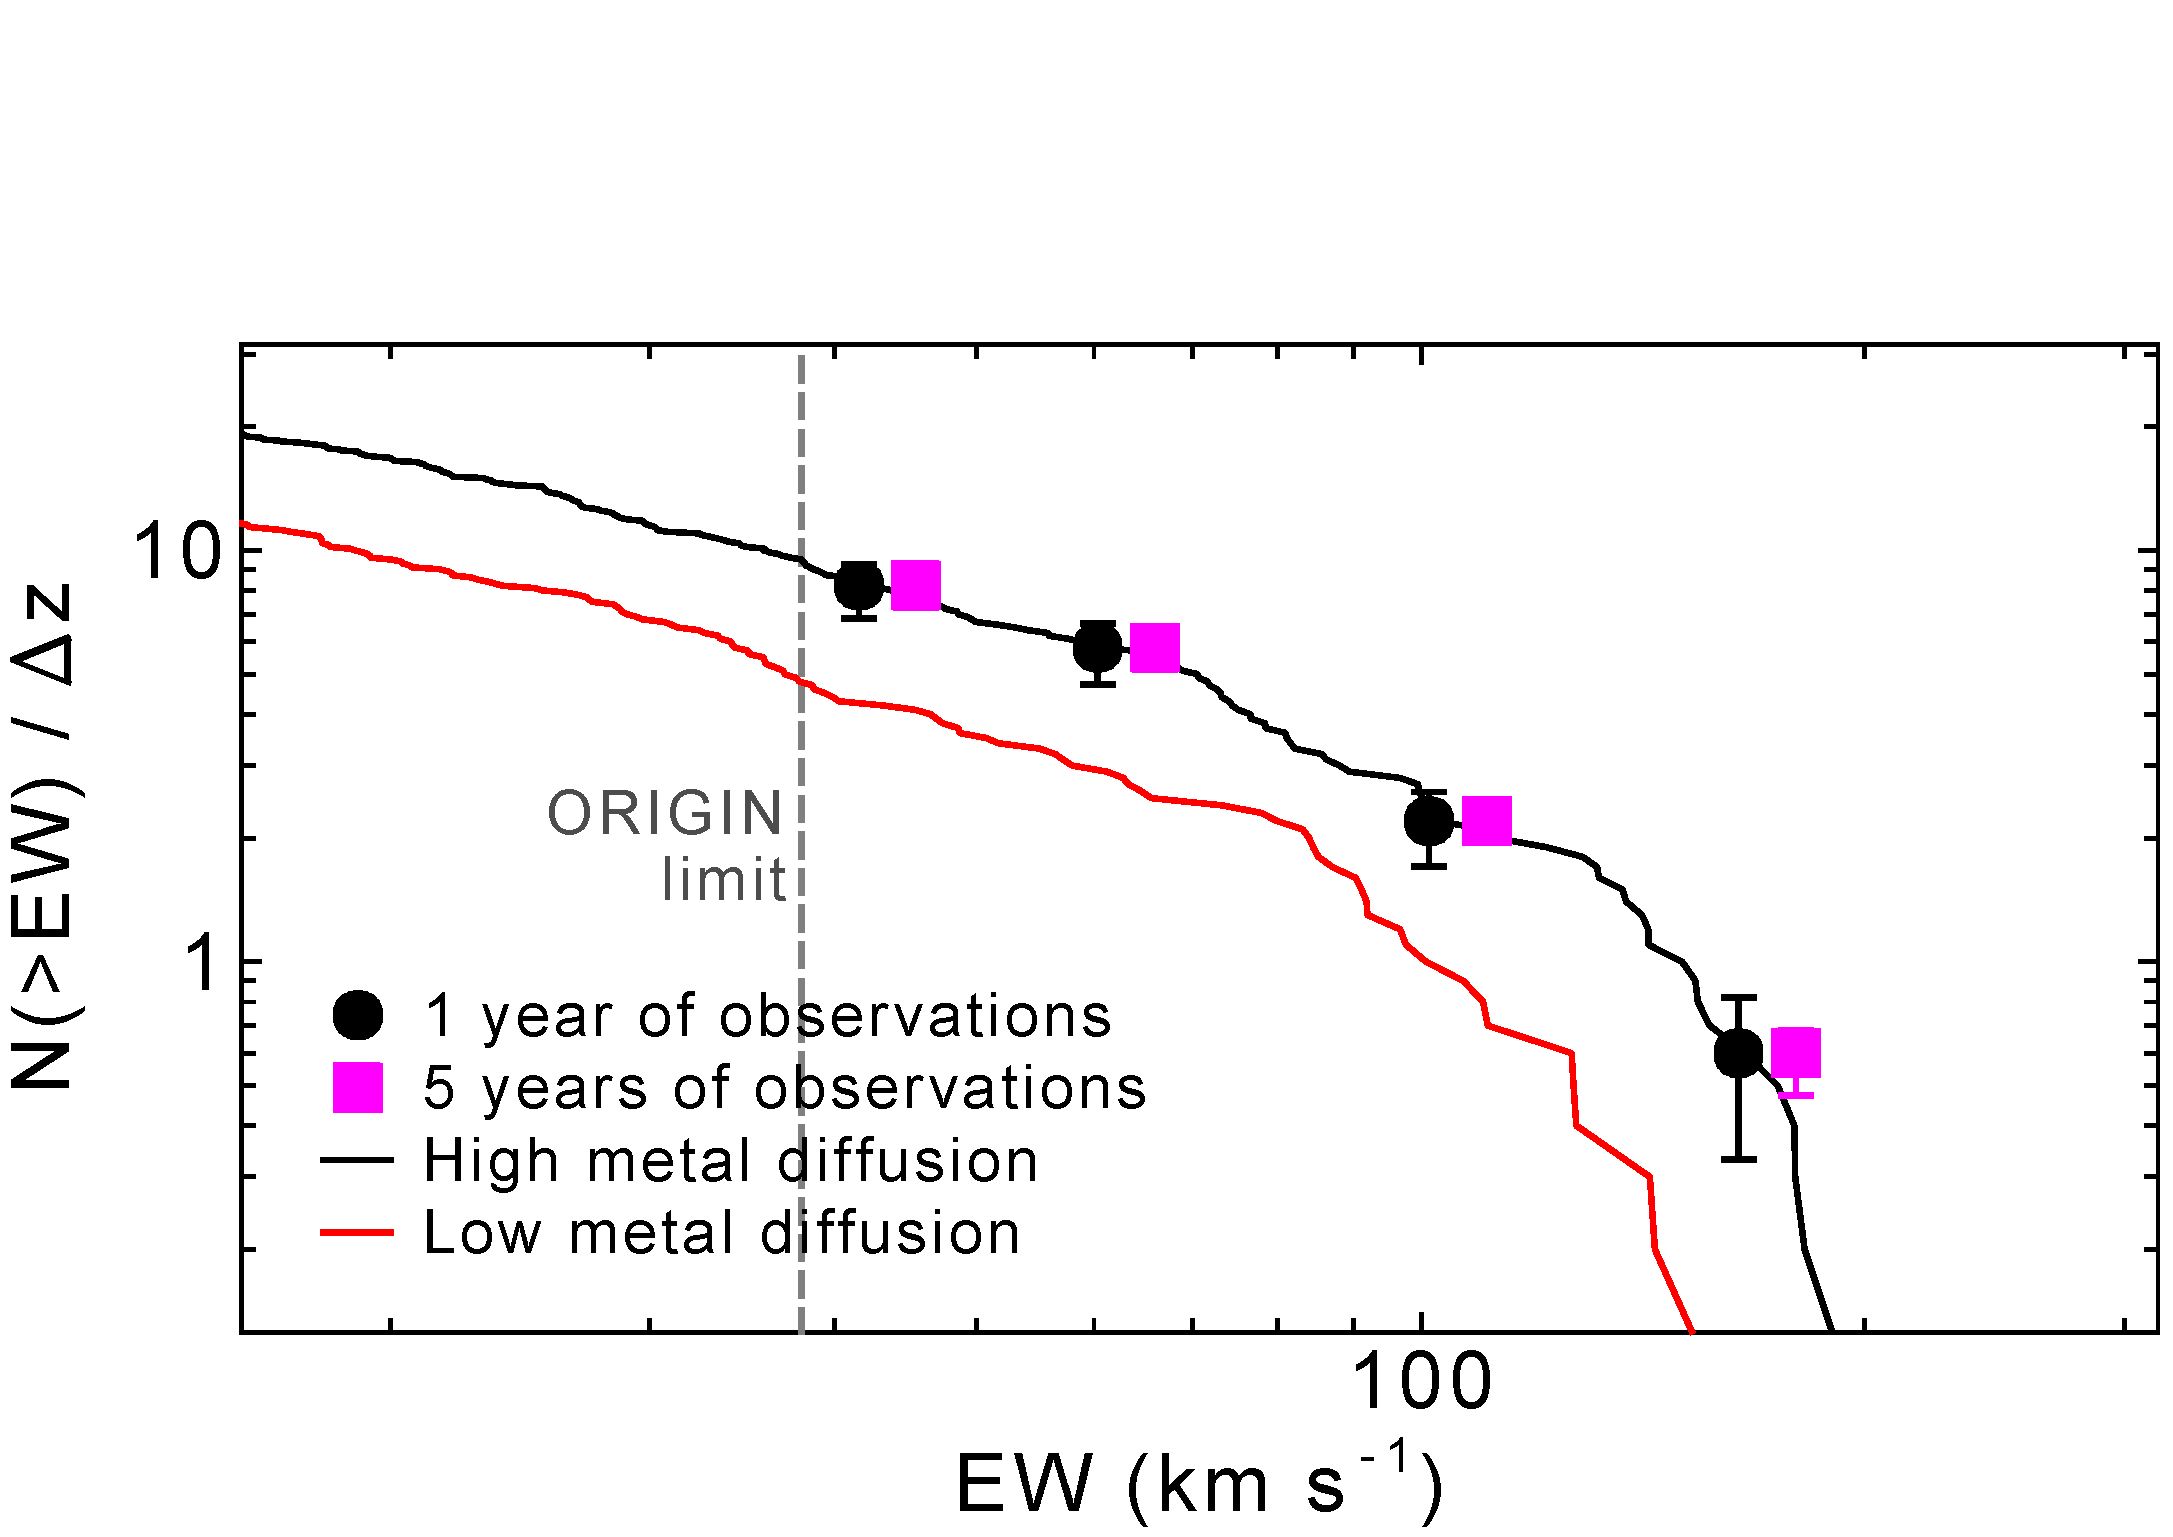 10
1
N(>EW) / Δz
ORIGIN
limit
1 year of observations
5 years of observations
High metal diffusion
Low metal diffusion
100
EW (km s⁻¹)